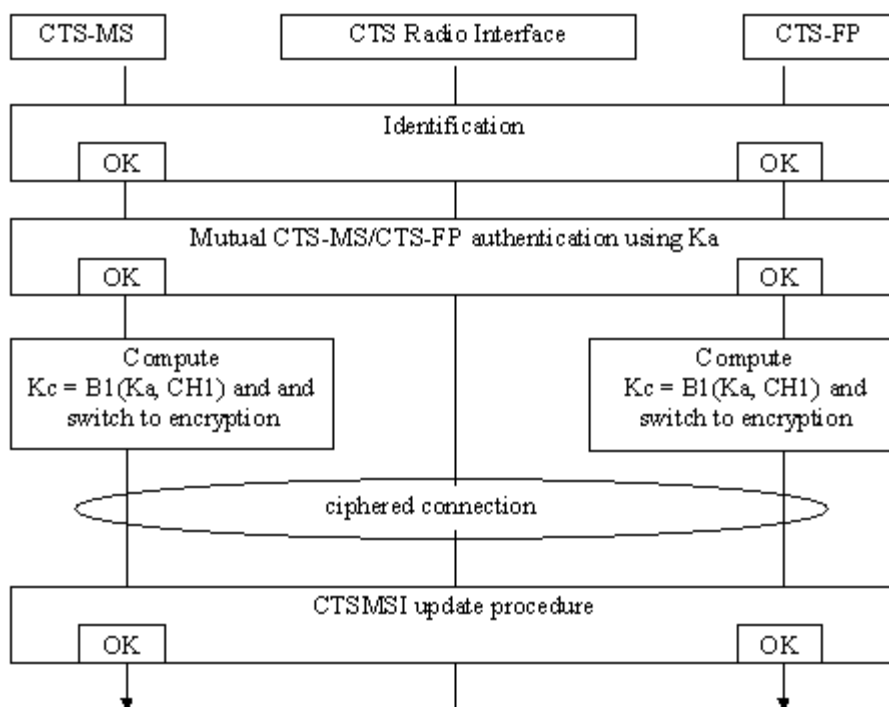 CTS-MS
CTS Radio Interface
CTS-FP
Identification
OK
OK
Mutual CTS-MS/CTS-FP authentication using Ka
OK
OK
Compute
Kc = B1(Ka, CH1) and and
switch to encryption
Compute
Kc = B1(Ka, CH1) and
switch to encryption
ciphered connection
CTSMSI update procedure
OK
OK